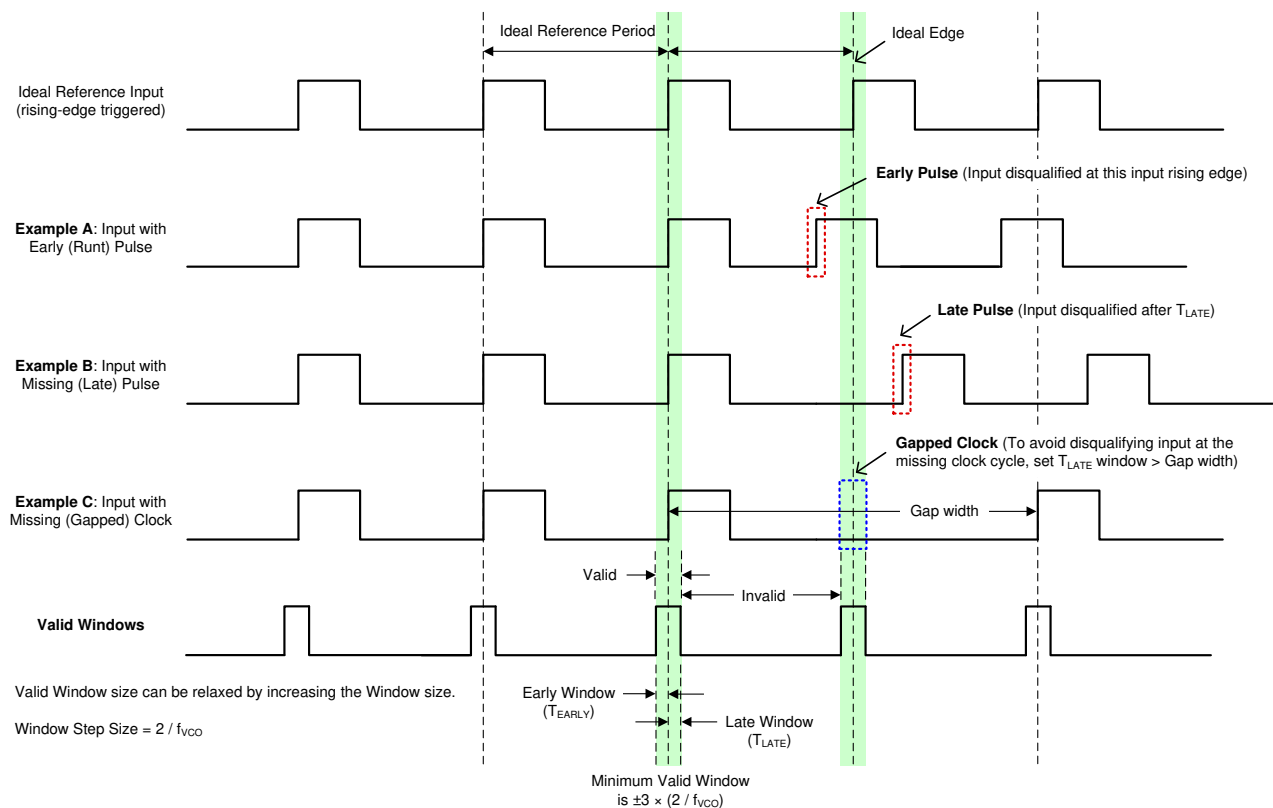 Ideal Reference Period
Ideal Edge
Ideal Reference Input
(rising-edge triggered)
Early Pulse (Input disqualified at this input rising edge)
Example A: Input with
Early (Runt) Pulse
Late Pulse (Input disqualified after TLATE)
Example B: Input with
Missing (Late) Pulse
Gapped Clock (To avoid disqualifying input at the
missing clock cycle, set TLATE window > Gap width)
Example C: Input with
Missing (Gapped) Clock
Gap width
Valid
Invalid
Valid Windows
Valid Window size can be relaxed by increasing the Window size.
Early Window
(TEARLY)
Window Step Size = 2 / fVCO
Late Window
(TLATE)
Minimum Valid Window
is ±3 × (2 / fVCO)